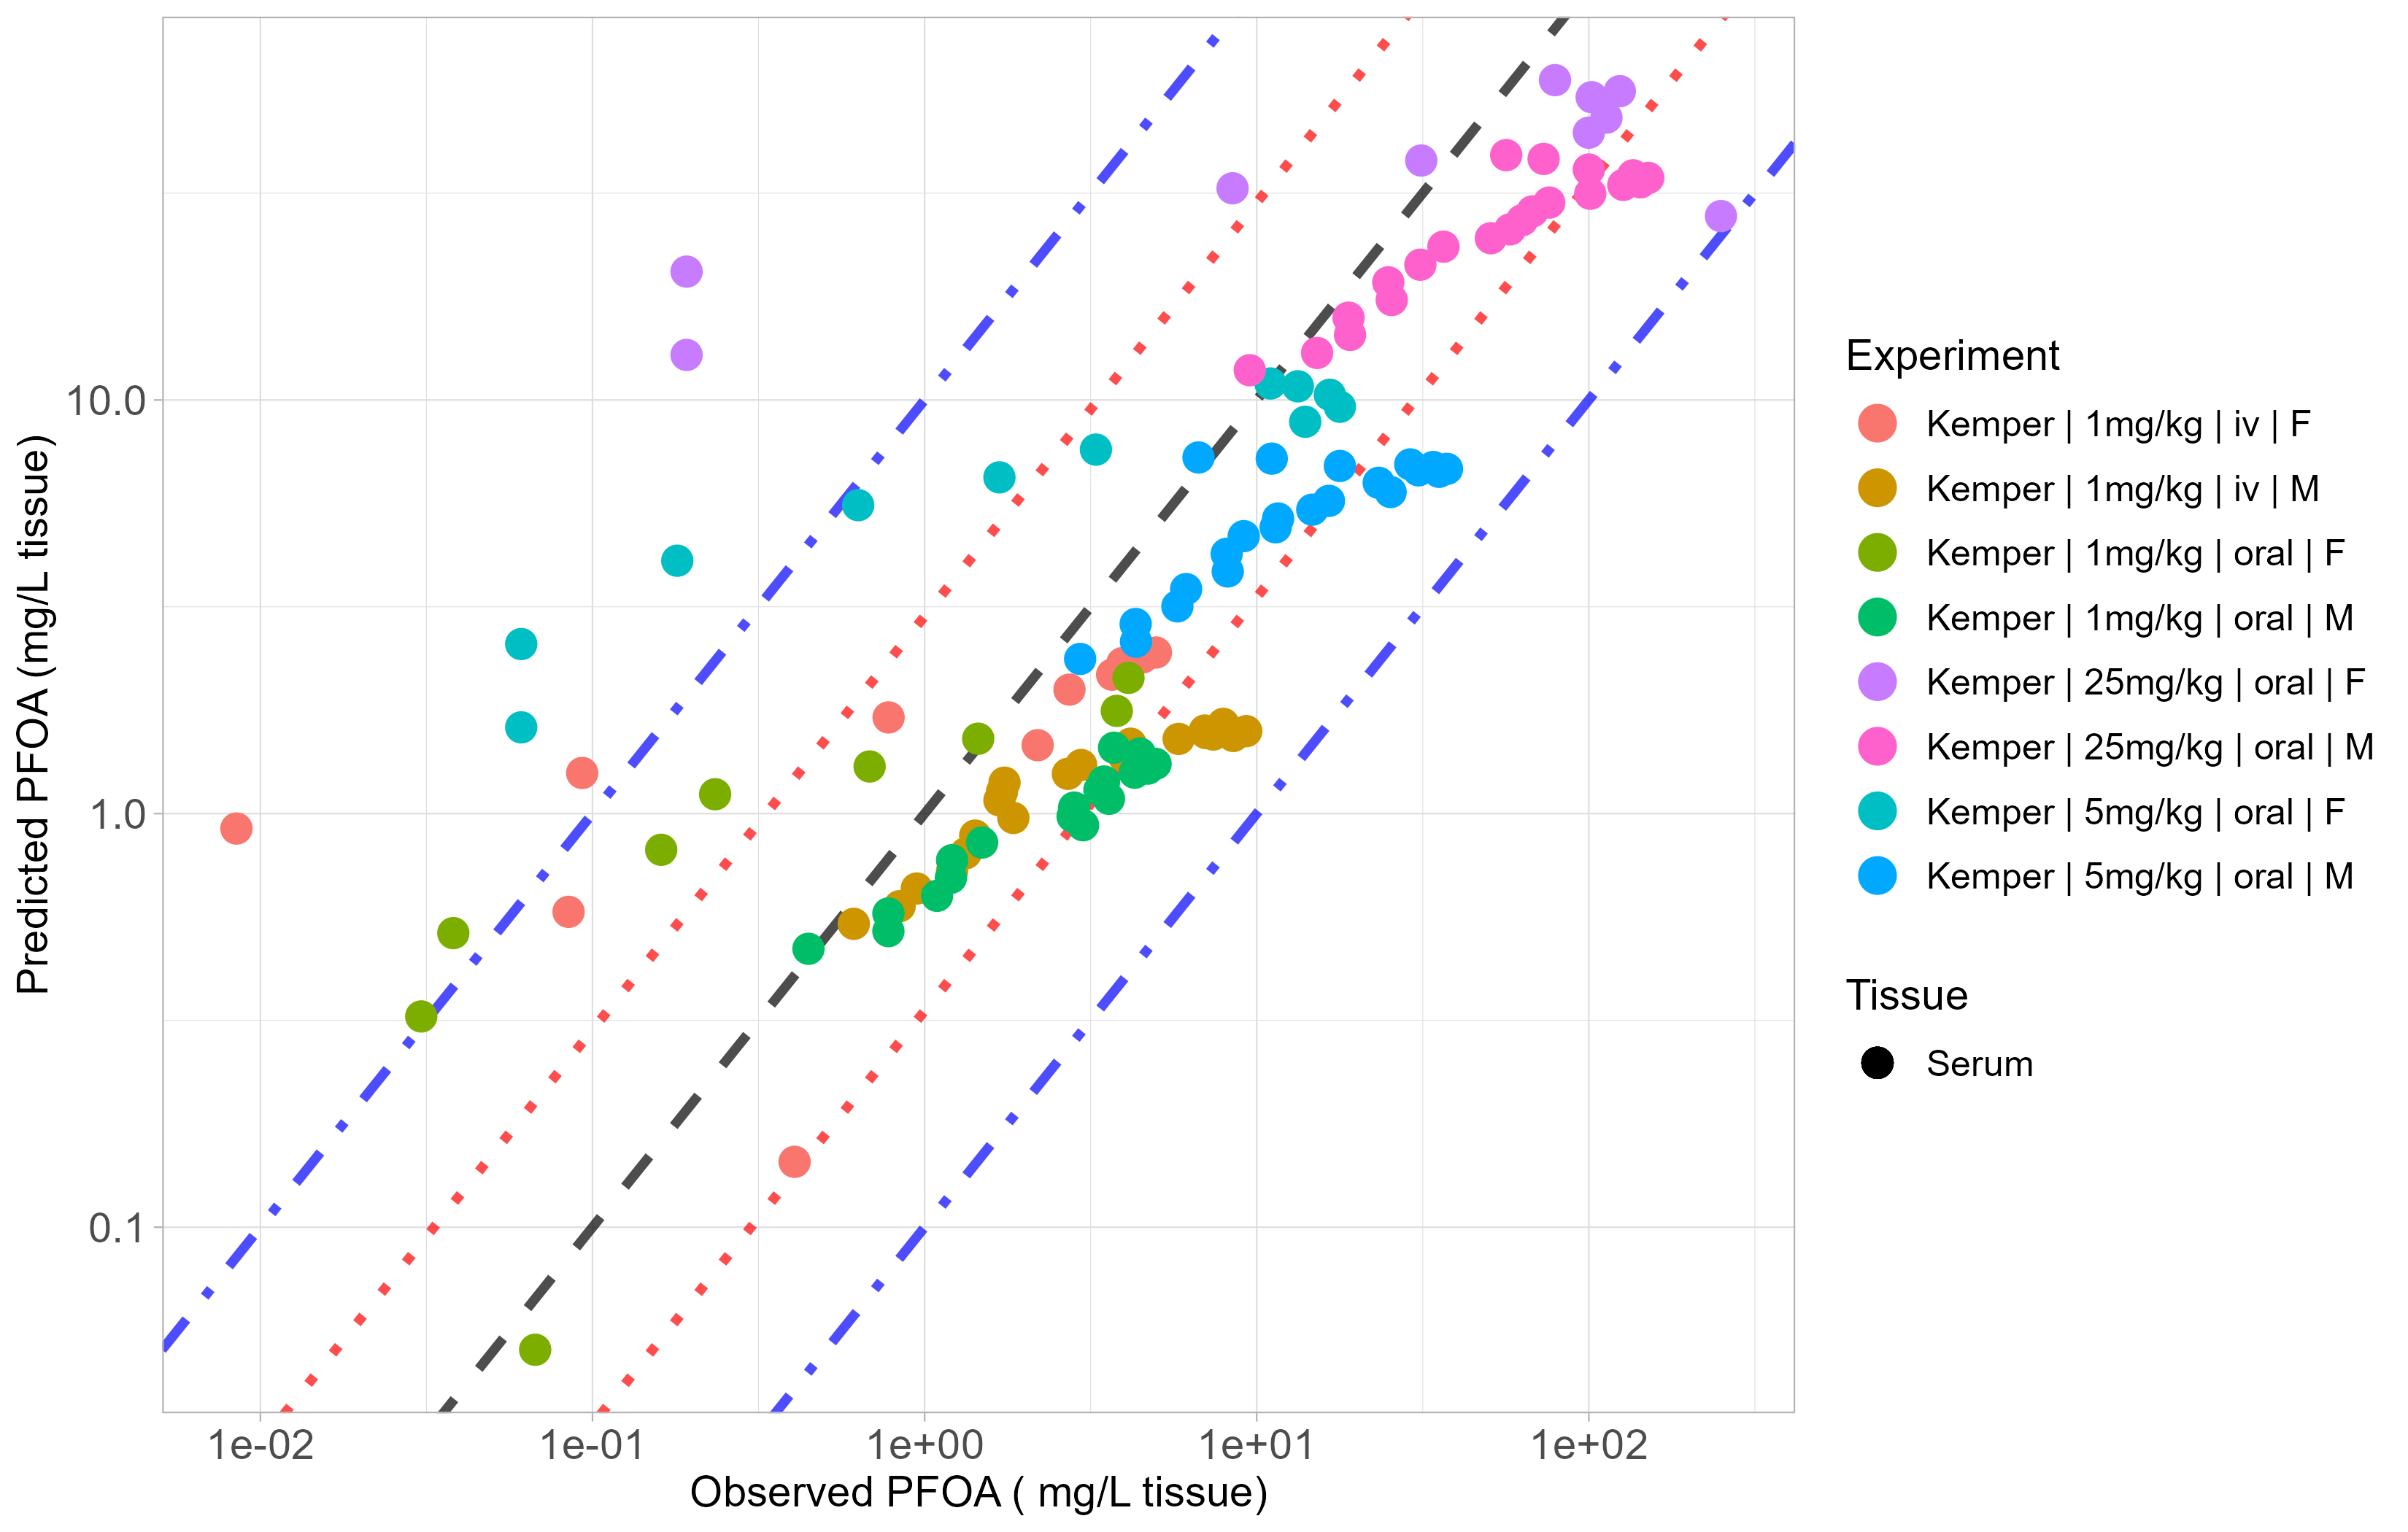 Predicted PFOA (mg/L tissue)
10.0
1.0
0.1
1e-02
1e-01
1e+00
1e+01
1e+02
Observed PFOA ( mg/L tissue)
Experiment
Kemper | 1mg/kg | iv | F
Kemper | 1mg/kg | iv | M
Kemper | 1mg/kg | oral | F
Kemper | 1mg/kg | oral | M
Kemper | 25mg/kg | oral | F
Kemper | 25mg/kg | oral | M
Kemper | 5mg/kg | oral | F
Kemper | 5mg/kg | oral | M
Tissue
Serum